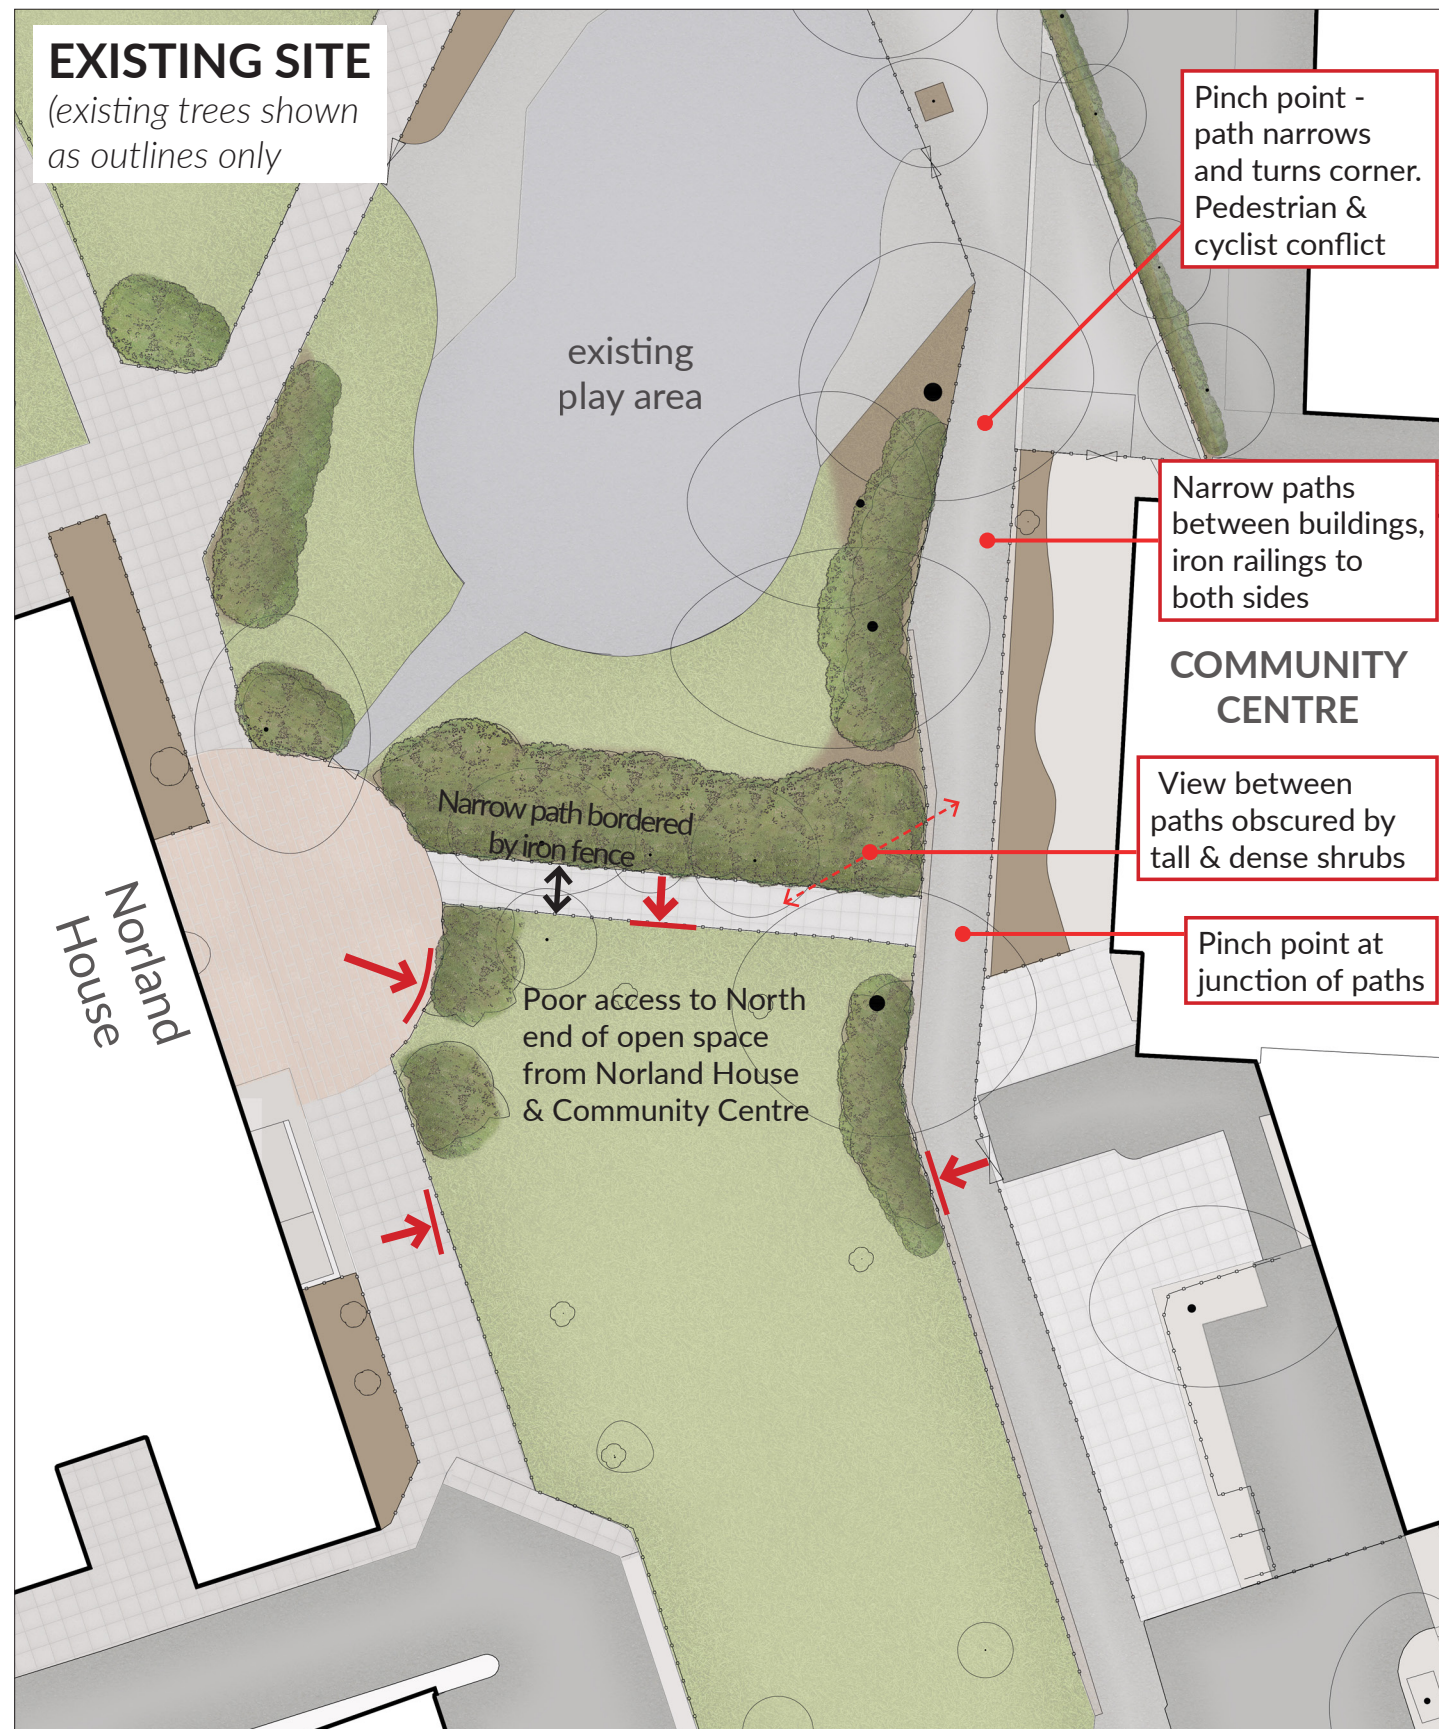 EXISTING SITE
(existing trees shown
as outlines only
Pinch point -
path narrows
and turns corner.
Pedestrian &
cyclist conflict
existing
play area
Narrow paths
between buildings,
iron railings to
both sides
COMMUNITY
CENTRE
View between
paths obscured by
tall & dense shrubs
Narrow path bordered
by iron fence
Pinch point at
junction of paths
Norland
House
Poor access to North
end of open space
from Norland House
& Community Centre